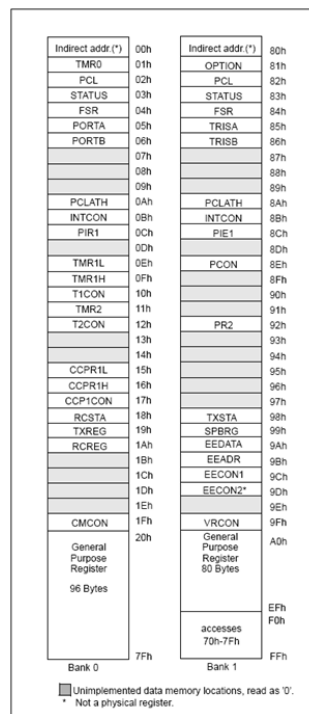 Indirect addr.(*) 00h Indirect addr.(*) 80h
TMR0 01h OPTION 81h
PCL 02h PCL 82h
STATUS 03h STATUS 83h
FSR 04h FSR 84h
PORTA 05h TRISA 85h
PORTB 06h TRISB 86h
07h 87h
08h 88h
09h 89h
PCLATH 0Ah PCLATH 8Ah
INTCON 0Bh INTCON 8Bh
PIR1 0Ch PIE1 8Ch
0Dh 8Dh
TMR1L 0Eh PCON 8Eh
TMR1H 0Fh 8Fh
T1CON 10h 90h
TMR2 11h 91h
T2CON 12h PR2 92h
13h 93h
14h 94h
CCPR1L 15h 95h
CCPR1H 16h 96h
CCP1CON 17h 97h
RCSTA 18h TXSTA 98h
TXREG 19h SPBRG 99h
RCREG 1Ah EEDATA 9Ah
1Bh EEADR 9Bh
1Ch EECON1 9Ch
1Dh EECON2* 9Dh
1Eh 9Eh
CMCON 1Fh VRCON 9Fh
20h General A0h
General Purpose
Purpose Register
Register 80 Bytes
96 Bytes
EFh
F0h
accesses
70h-7Fh
7Fh FFh
Bank 0 Bank 1
Unimplemented data memory locations, read as '0'.
* Not a physical register.